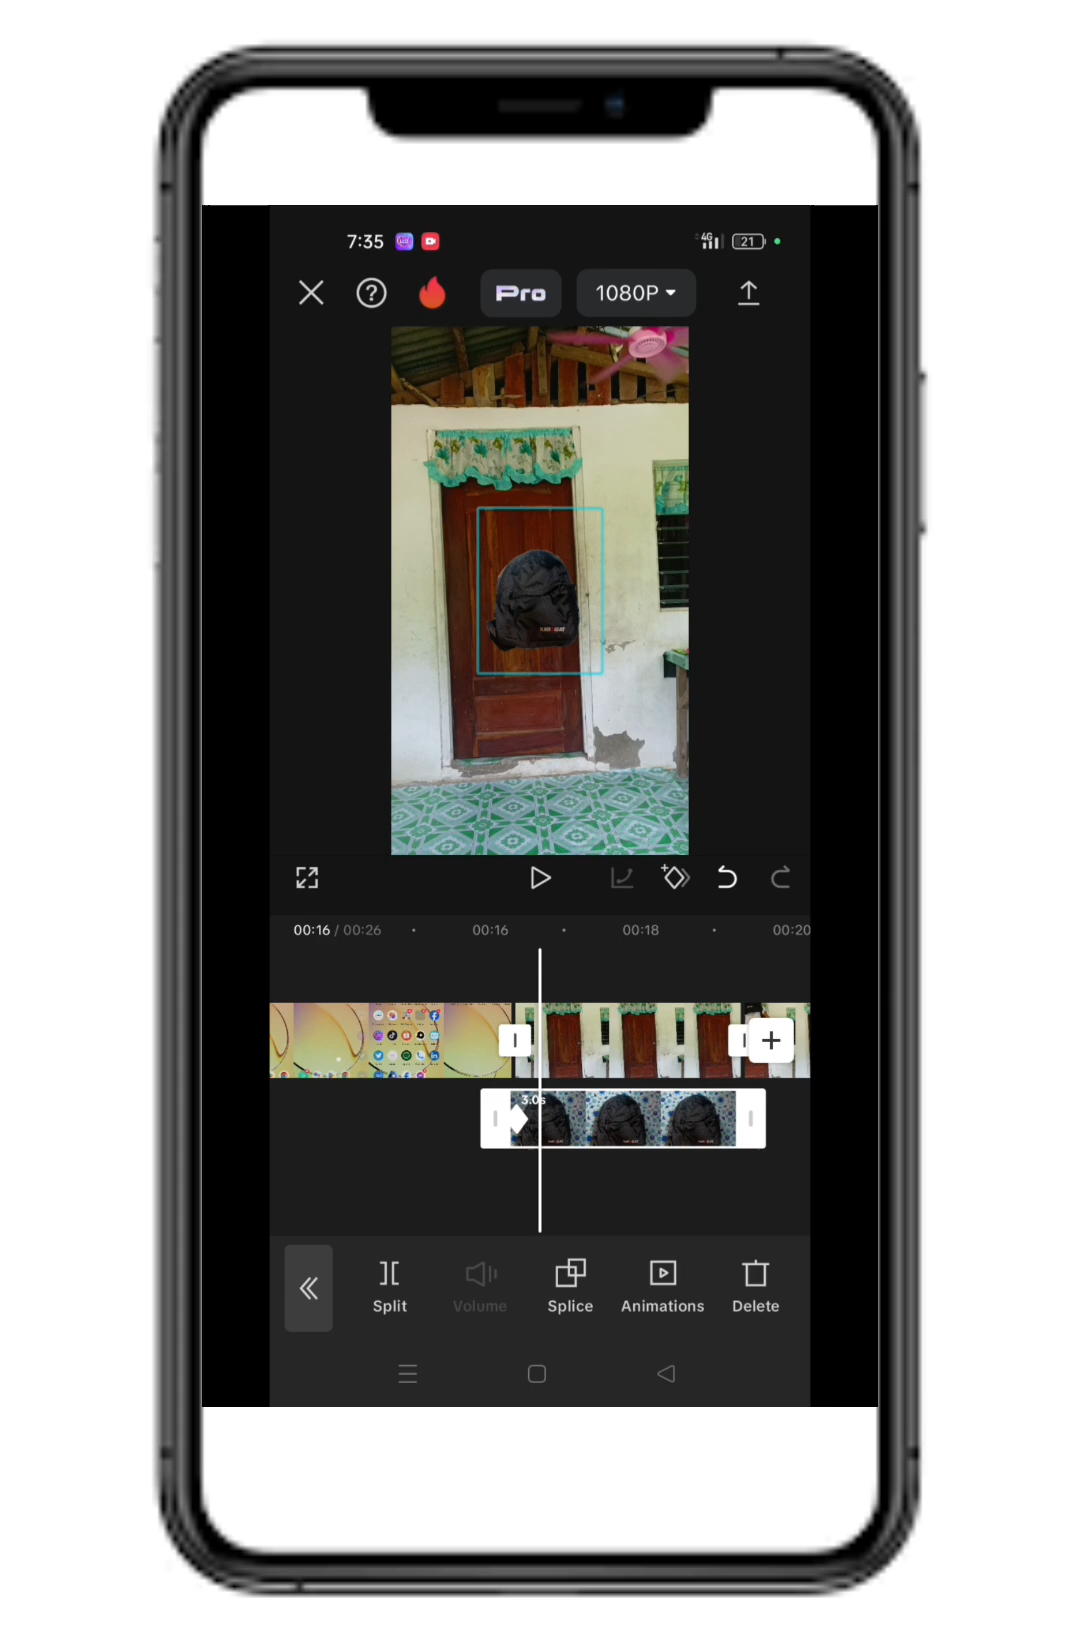 7:35 4G 21
Pro 1080P
00:16 / 00:26 00:16 00:18 00:20
3.0s
Split Volume Splice Animations Delete